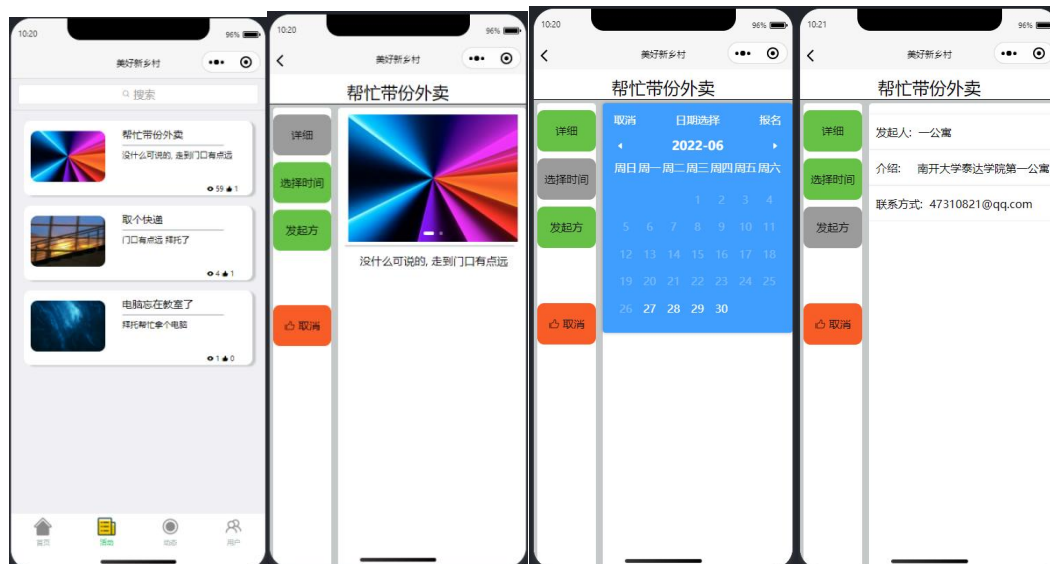 10:20
96%
美好新乡村
搜索
帮忙带份外卖
没什么可说的, 走到门口有点远
59 1
取个快递
门口有点远 拜托了
4 1
电脑忘在教室了
拜托帮忙拿个电脑
1 0
首页
活动
动态
用户
10:20
96%
美好新乡村
帮忙带份外卖
详细
选择时间
发起方
取消
没什么可说的, 走到门口有点远
10:20
96%
美好新乡村
帮忙带份外卖
详细
选择时间
发起方
取消
取消 日期选择 报名
2022-06
周日 周一 周二 周三 周四 周五 周六
1 2 3 4
5 6 7 8 9 10 11
12 13 14 15 16 17 18
19 20 21 22 23 24 25
26 27 28 29 30
10:21
96%
美好新乡村
帮忙带份外卖
详细
选择时间
发起方
取消
发起人: 一公寓
介绍: 南开大学泰达学院第一公寓
联系方式: 47310821@qq.com